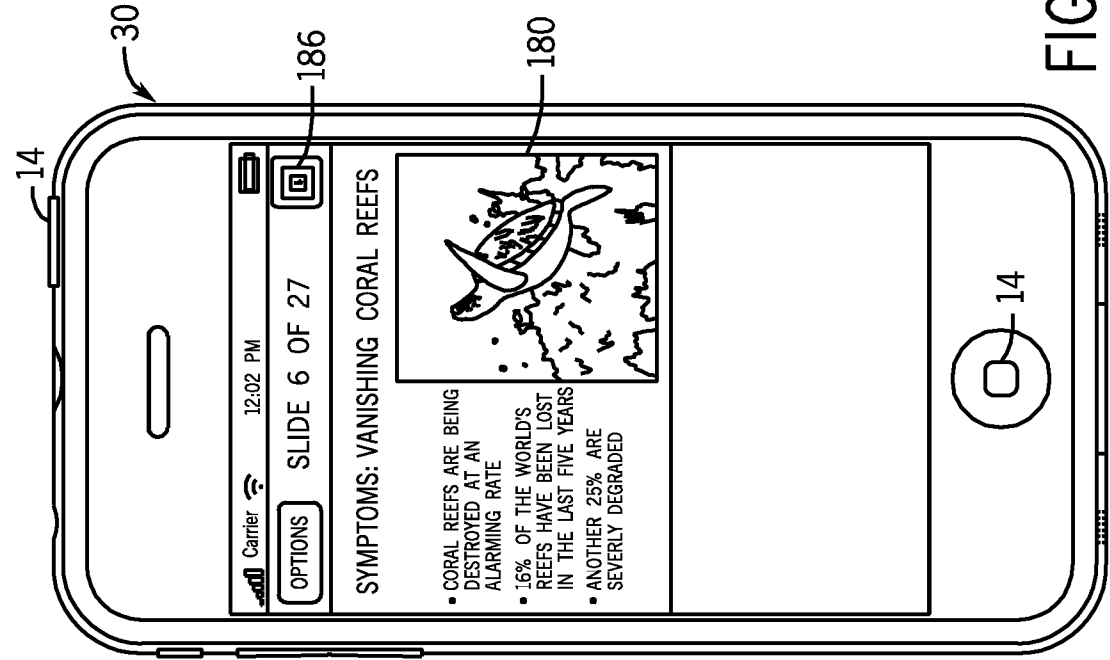 30
14
Carrier 12:02 PM
OPTIONS SLIDE 6 OF 27 1
186
SYMPTOMS: VANISHING CORAL REEFS
• CORAL REEFS ARE BEING
DESTROYED AT AN
ALARMING RATE
• 16% OF THE WORLD'S
REEFS HAVE BEEN LOST
IN THE LAST FIVE YEARS
• ANOTHER 25% ARE
SEVERLY DEGRADED
180
14
FIG